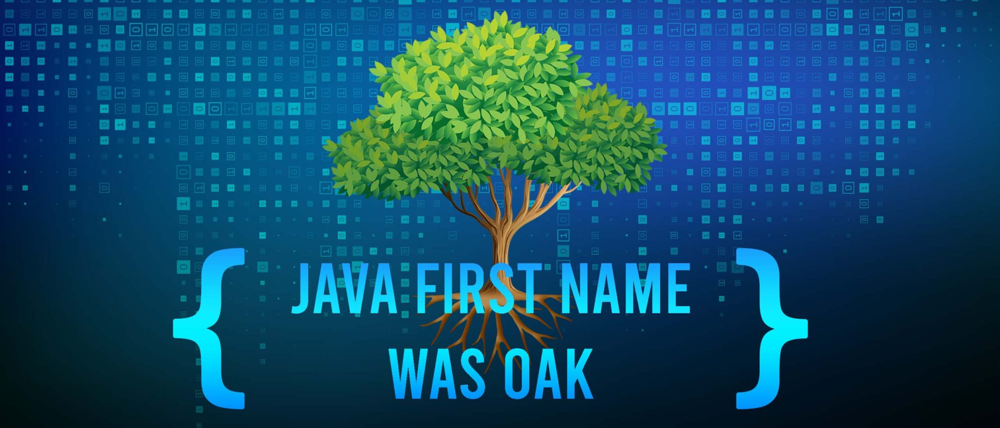 { JAVA FIRST NAME
WAS OAK }